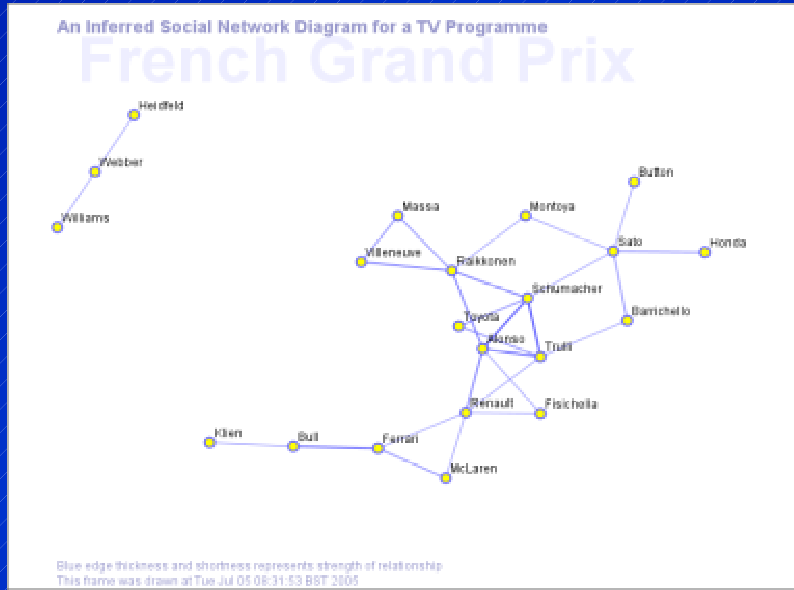 An Inferred Social Network Diagram for a TV Programme
French Grand Prix
Heidfeld
Webber
Williams
Button
Massa
Montoya
Sato
Honda
Villeneuve
Raikkonen
Schumacher
Toyota
Barrichello
Alonso
Trulli
Renault
Fisichella
Klien
Bull
Ferrari
McLaren
Blue edge thickness and shortness represents strength of relationship
This frame was drawn at Tue Jul 05 08:31:53 BST 2005